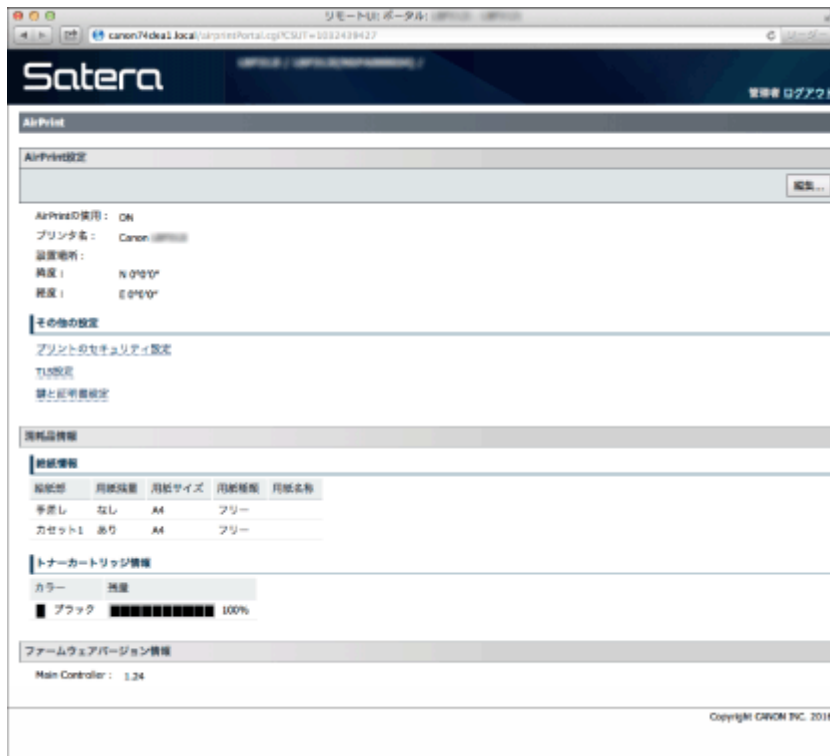 リモートUI: ポータル:
canon74dea1.local/airprintPortal.cgi?CSUT=1032439427
リーダー
Satera
管理者 ログアウト
AirPrint
AirPrint設定
編集...
AirPrintの使用： ON
プリンタ名： Canon
設置場所：
緯度： N 0°0'0"
経度： E 0°0'0"
その他の設定
プリントのセキュリティ設定
TLS設定
鍵と証明書設定
消耗品情報
給紙情報
給紙部 用紙残量 用紙サイズ 用紙種類 用紙名称
手差し なし A4 フリー
カセット1 あり A4 フリー
トナーカートリッジ情報
カラー 残量
ブラック 100%
ファームウェアバージョン情報
Main Controller： 1.24
Copyright CANON INC. 2016